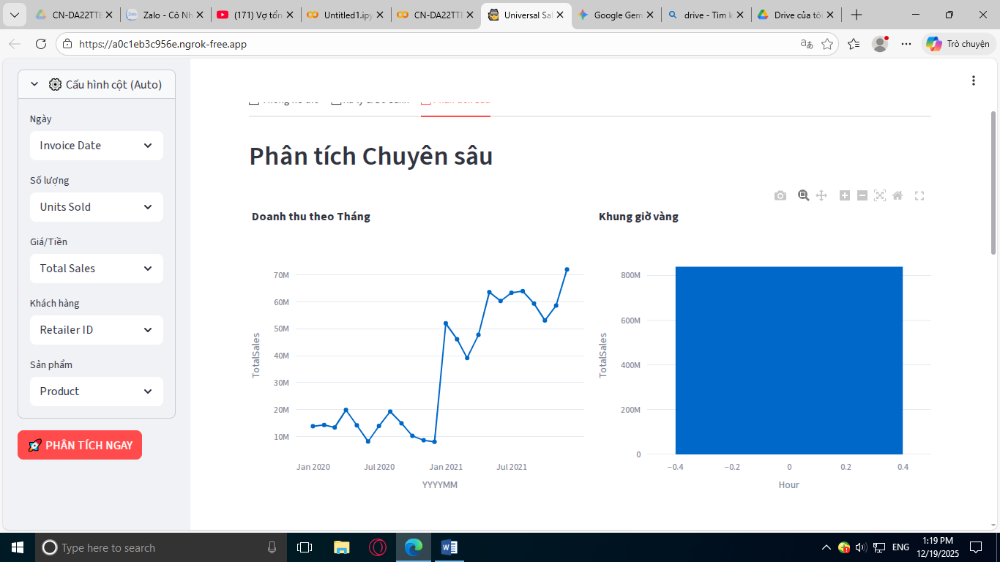 CN-DA22TTE
Zalo - Cô Nh
(171) Vợ tổn
Untitled1.ipy
CN-DA22TTE
Universal Sal
Google Gem
drive - Tìm k
Drive của tôi
https://a0c1eb3c956e.ngrok-free.app
Trò chuyện
Cấu hình cột (Auto)
Ngày
Invoice Date
Số lượng
Units Sold
Giá/Tiền
Total Sales
Khách hàng
Retailer ID
Sản phẩm
Product
PHÂN TÍCH NGAY
Phân tích Chuyên sâu
Doanh thu theo Tháng
70M
60M
50M
40M
30M
20M
10M
TotalSales
Jan 2020
Jul 2020
Jan 2021
Jul 2021
YYYYMM
Khung giờ vàng
800M
600M
400M
200M
0
TotalSales
−0.4
−0.2
0
0.2
0.4
Hour
Type here to search
ENG
1:19 PM
12/19/2025